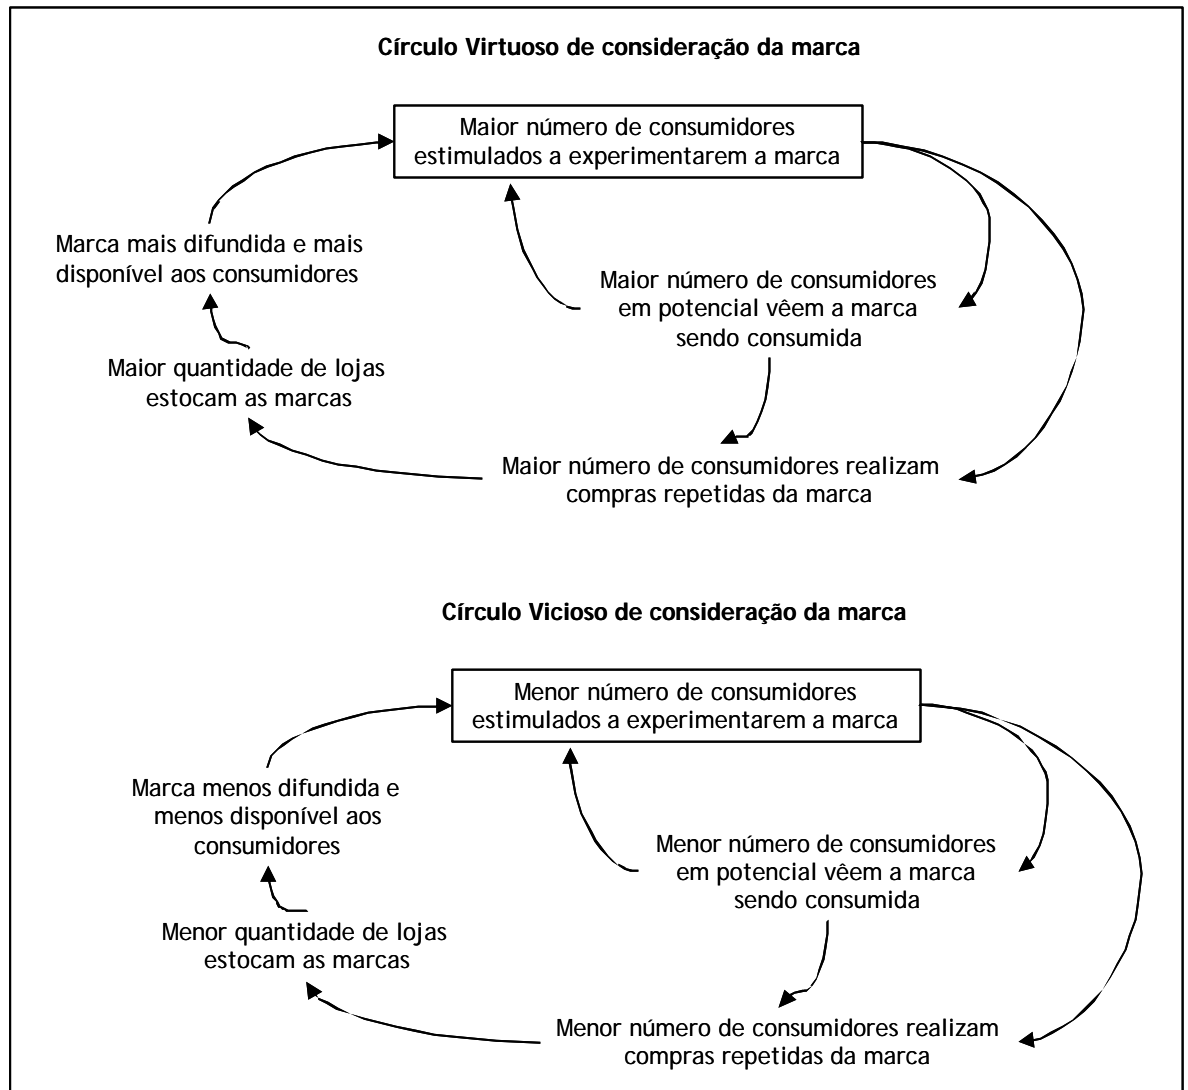 Círculo Virtuoso de consideração da marca
Maior número de consumidores
estimulados a experimentarem a marca
Marca mais difundida e mais
disponível aos consumidores
Maior número de consumidores
em potencial vêem a marca
sendo consumida
Maior quantidade de lojas
estocam as marcas
Maior número de consumidores realizam
compras repetidas da marca
Círculo Vicioso de consideração da marca
Menor número de consumidores
estimulados a experimentarem a marca
Marca menos difundida e
menos disponível aos
consumidores
Menor número de consumidores
em potencial vêem a marca
sendo consumida
Menor quantidade de lojas
estocam as marcas
Menor número de consumidores realizam
compras repetidas da marca